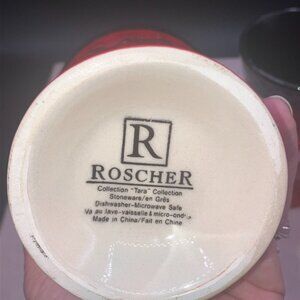 R
ROSCHER
Collection "Tara" Collection
Stoneware/en Grès
Dishwasher-Microwave Safe
Va au lave-vaisselle & micro-ondes
Made in China/Fait en Chine